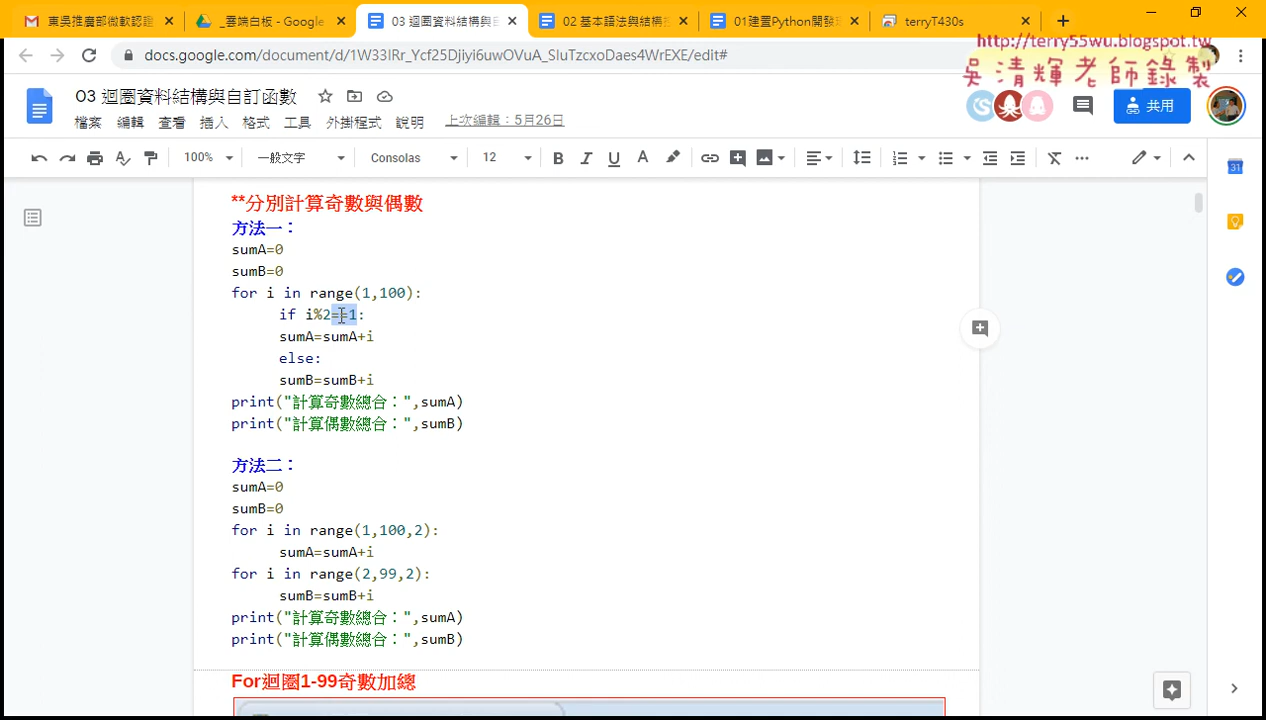 東吳推廣部微軟認證
_雲端白板 - Google
03 迴圈資料結構與自
02 基本語法與結構
01建置Python開發環
terryT430s
docs.google.com/document/d/1W33IRr_Ycf25Djiyi6uwOVuA_SIuTzcxoDaes4WrEXE/edit#
http://terry55wu.blogspot.tw
吳清輝老師錄製
03 迴圈資料結構與自訂函數
檔案 編輯 查看 插入 格式 工具 外掛程式 說明 上次編輯：5月26日
共用
100% 一般文字 Consolas 12 B I U A
31
**分別計算奇數與偶數
方法一：
sumA=0
sumB=0
for i in range(1,100):
if i%2==1:
sumA=sumA+i
else:
sumB=sumB+i
print("計算奇數總合：",sumA)
print("計算偶數總合：",sumB)
方法二：
sumA=0
sumB=0
for i in range(1,100,2):
sumA=sumA+i
for i in range(2,99,2):
sumB=sumB+i
print("計算奇數總合：",sumA)
print("計算偶數總合：",sumB)
For迴圈1-99奇數加總